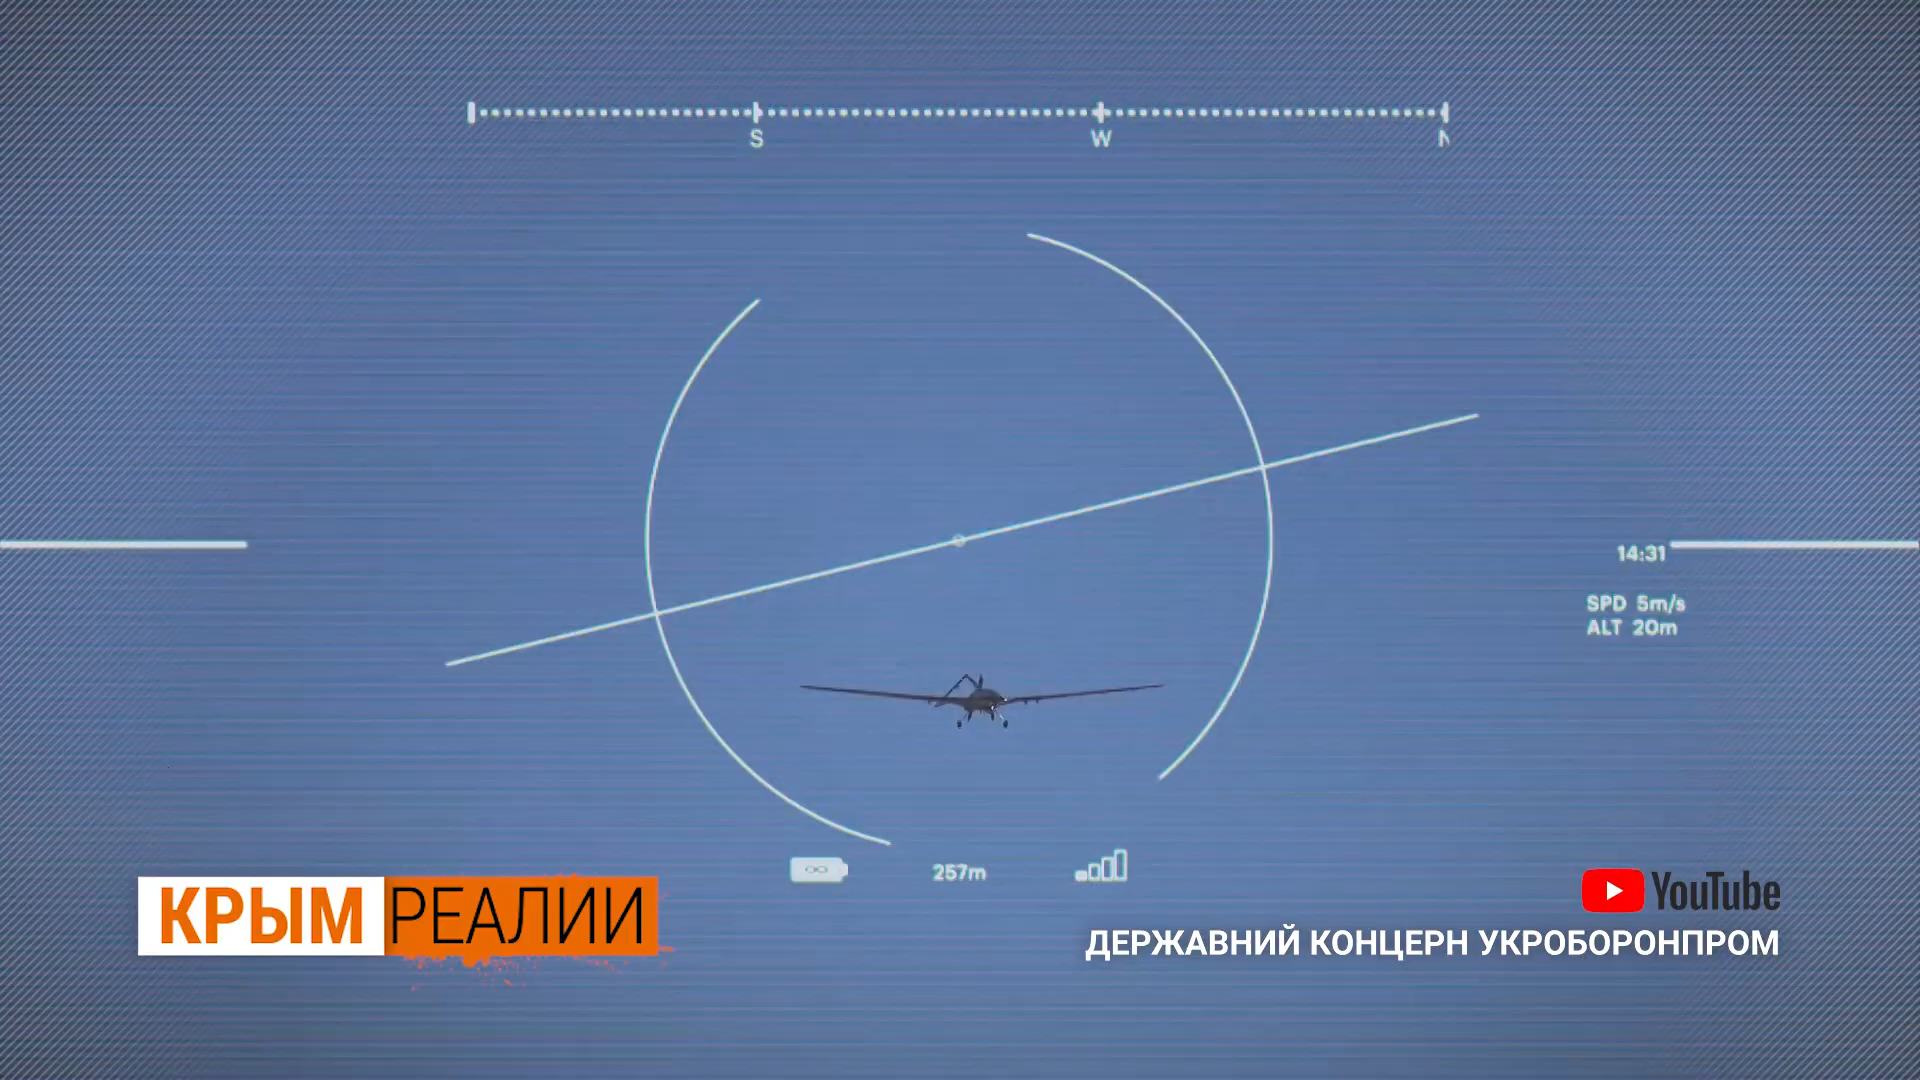 S W N
14:31
SPD 5m/s
ALT 20m
257m
КРЫМ РЕАЛИИ
YouTube
ДЕРЖАВНИЙ КОНЦЕРН УКРОБОРОНПРОМ